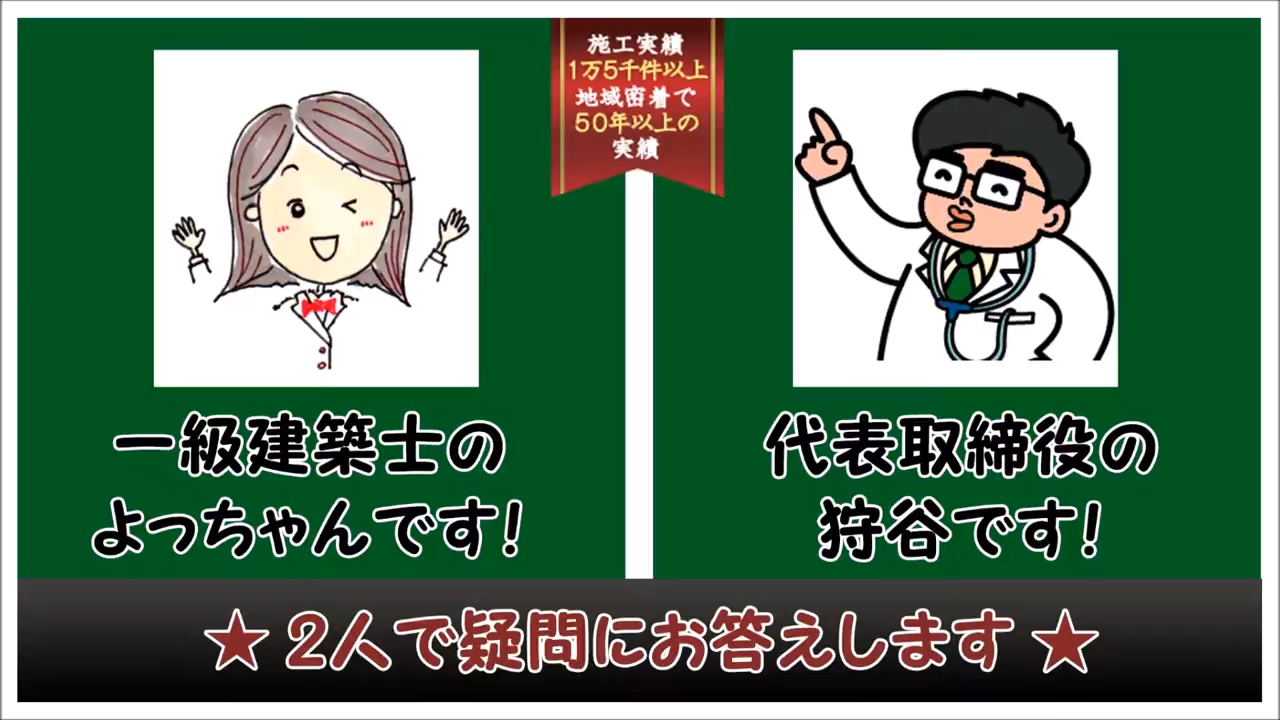 施工実績
1万5千件以上
地域密着で
50年以上の
実績
一級建築士の
よっちゃんです!
代表取締役の
狩谷です!
★ 2人で疑問にお答えします ★